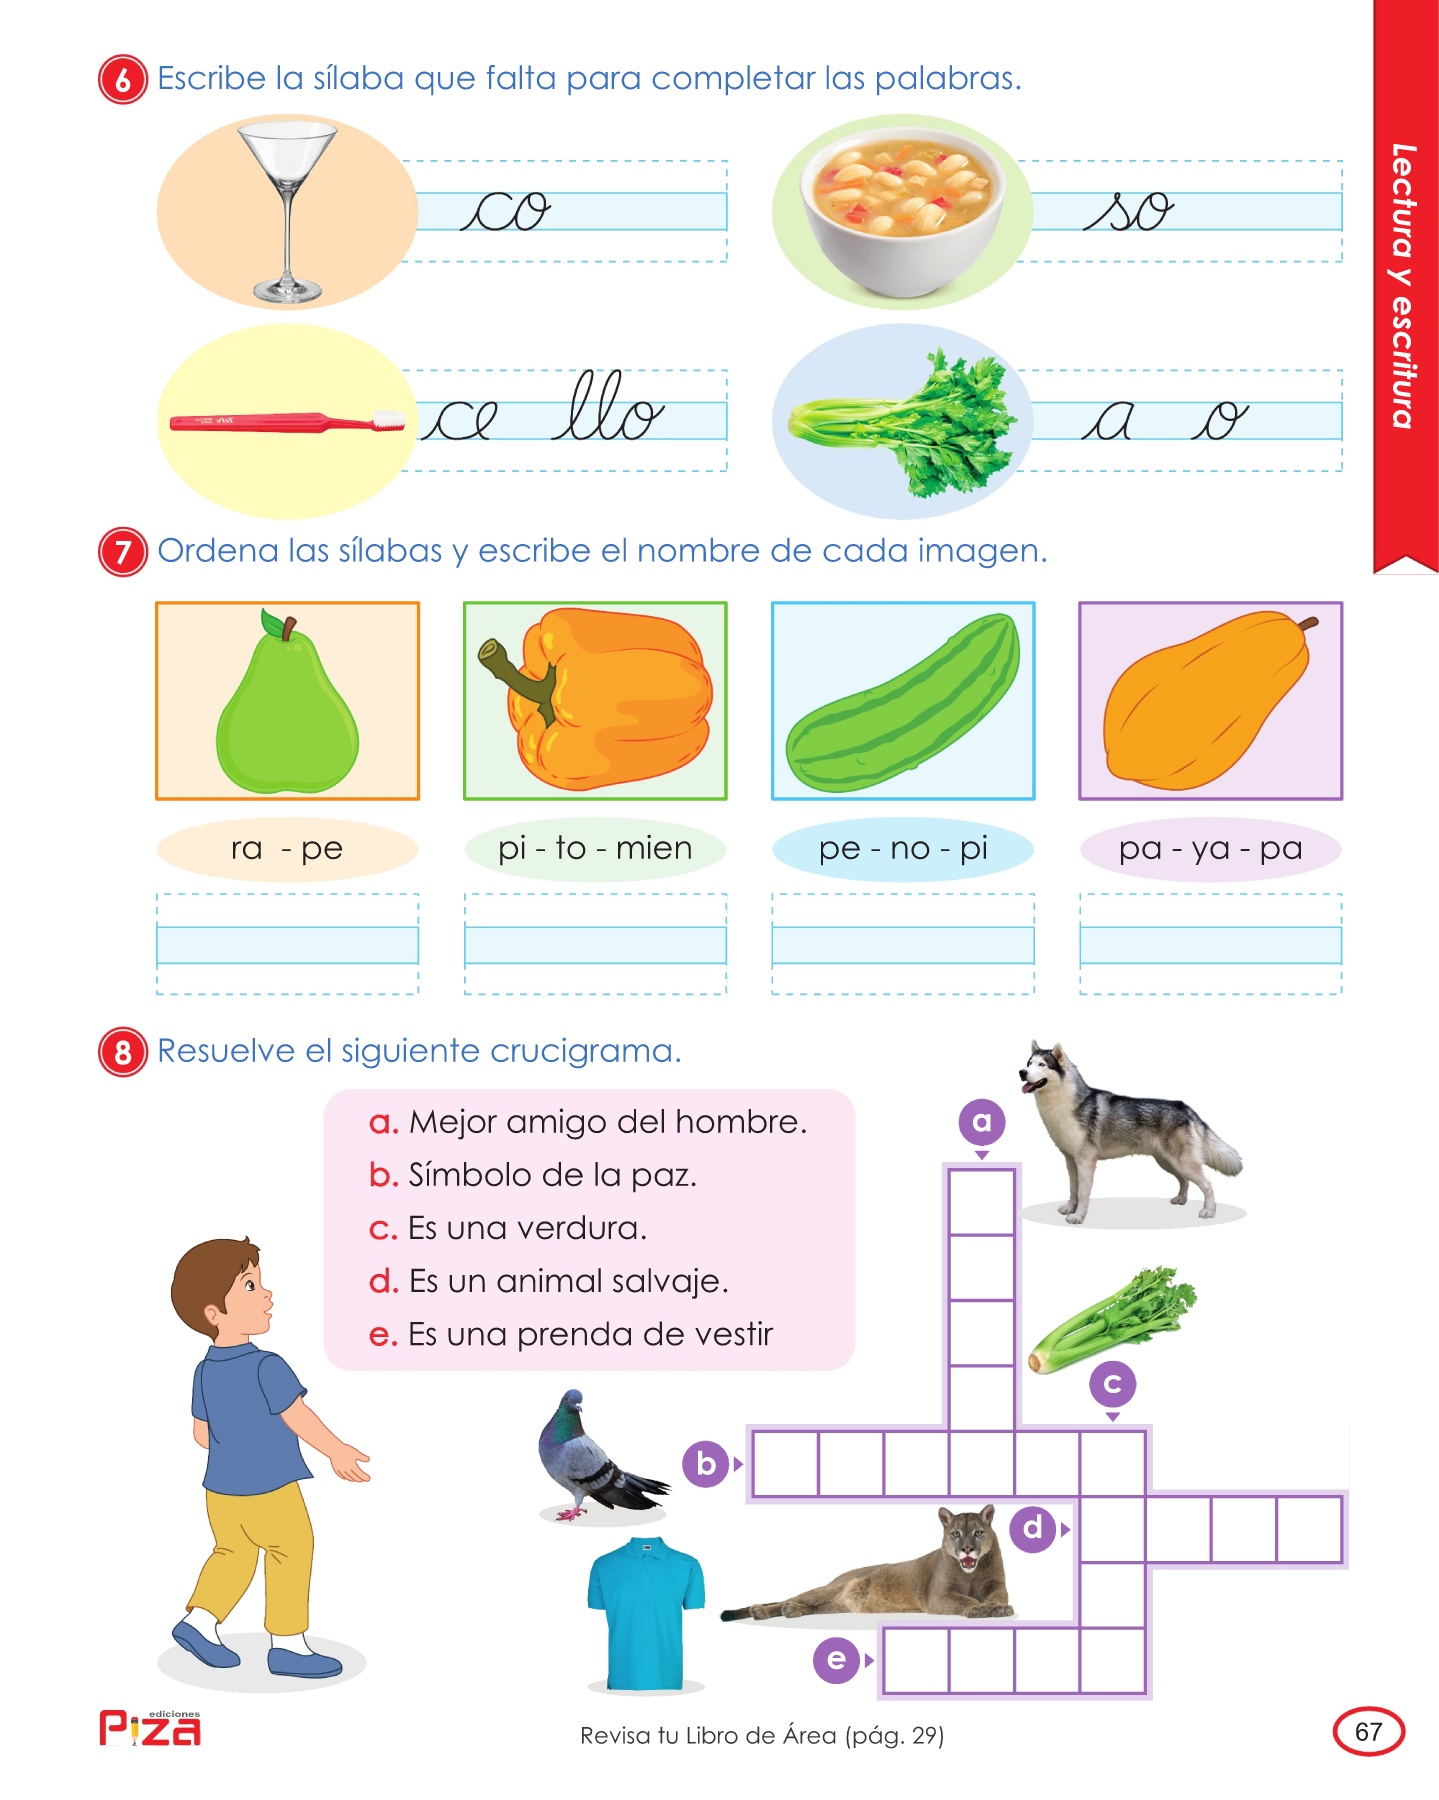 Lectura y escritura
6 Escribe la sílaba que falta para completar las palabras.
co
so
ce llo
a o
7 Ordena las sílabas y escribe el nombre de cada imagen.
ra - pe
pi - to - mien
pe - no - pi
pa - ya - pa
8 Resuelve el siguiente crucigrama.
a. Mejor amigo del hombre.
b. Símbolo de la paz.
c. Es una verdura.
d. Es un animal salvaje.
e. Es una prenda de vestir
a
c
b
d
e
ediciones
Piza
Revisa tu Libro de Área (pág. 29)
67